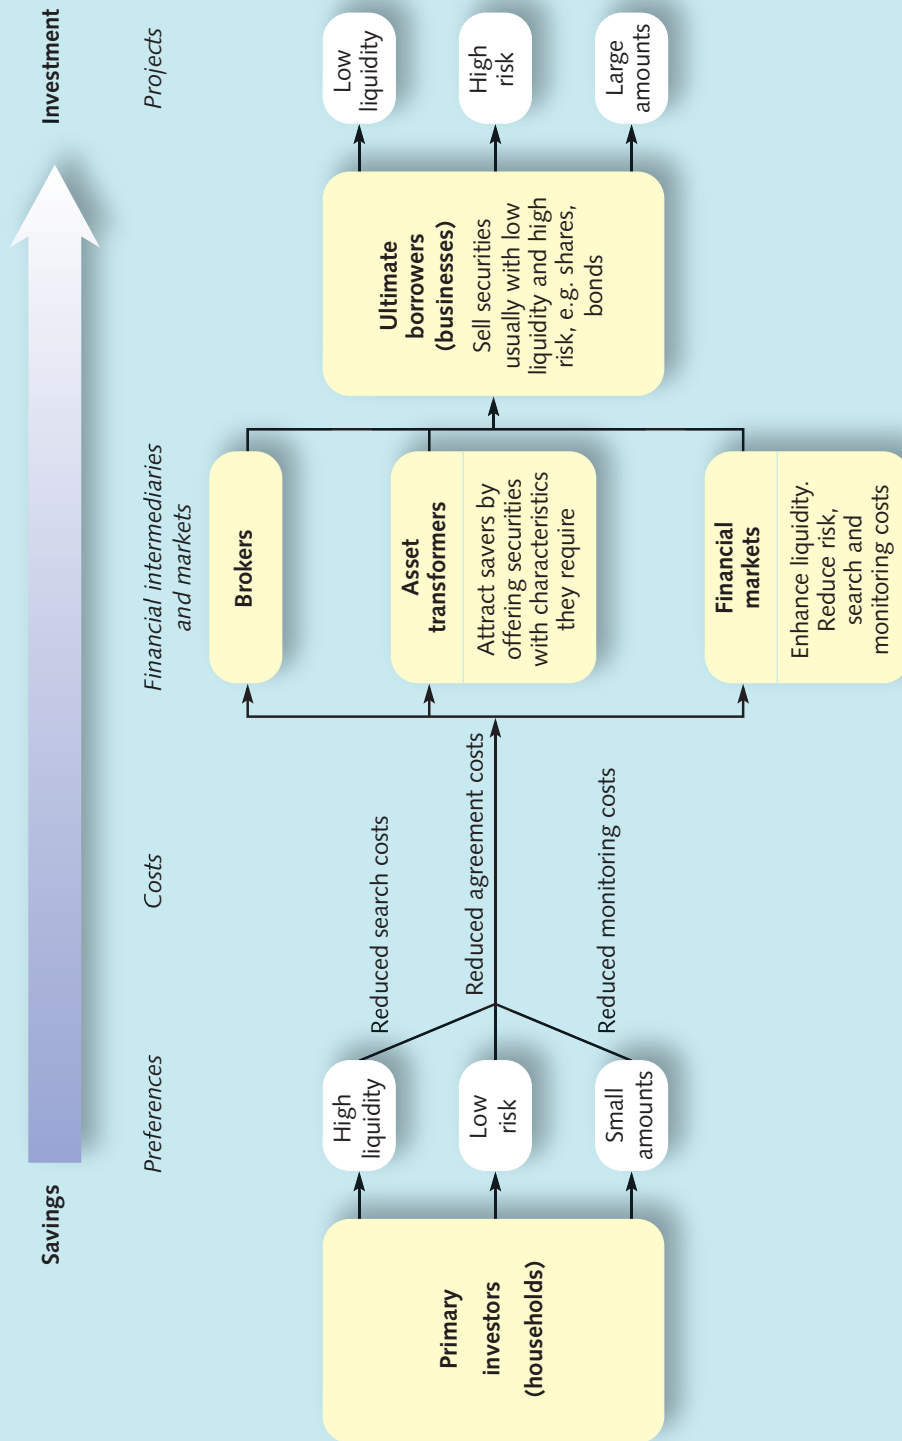 Savings
Investment
Preferences
Costs
Financial intermediaries
and markets
Projects
Primary
investors
(households)
High
liquidity
Low
risk
Small
amounts
Reduced search costs
Reduced agreement costs
Reduced monitoring costs
Brokers
Asset
transformers
Attract savers by
offering securities
with characteristics
they require
Financial
markets
Enhance liquidity.
Reduce risk,
search and
monitoring costs
Ultimate
borrowers
(businesses)
Sell securities
usually with low
liquidity and high
risk, e.g. shares,
bonds
Low
liquidity
High
risk
Large
amounts